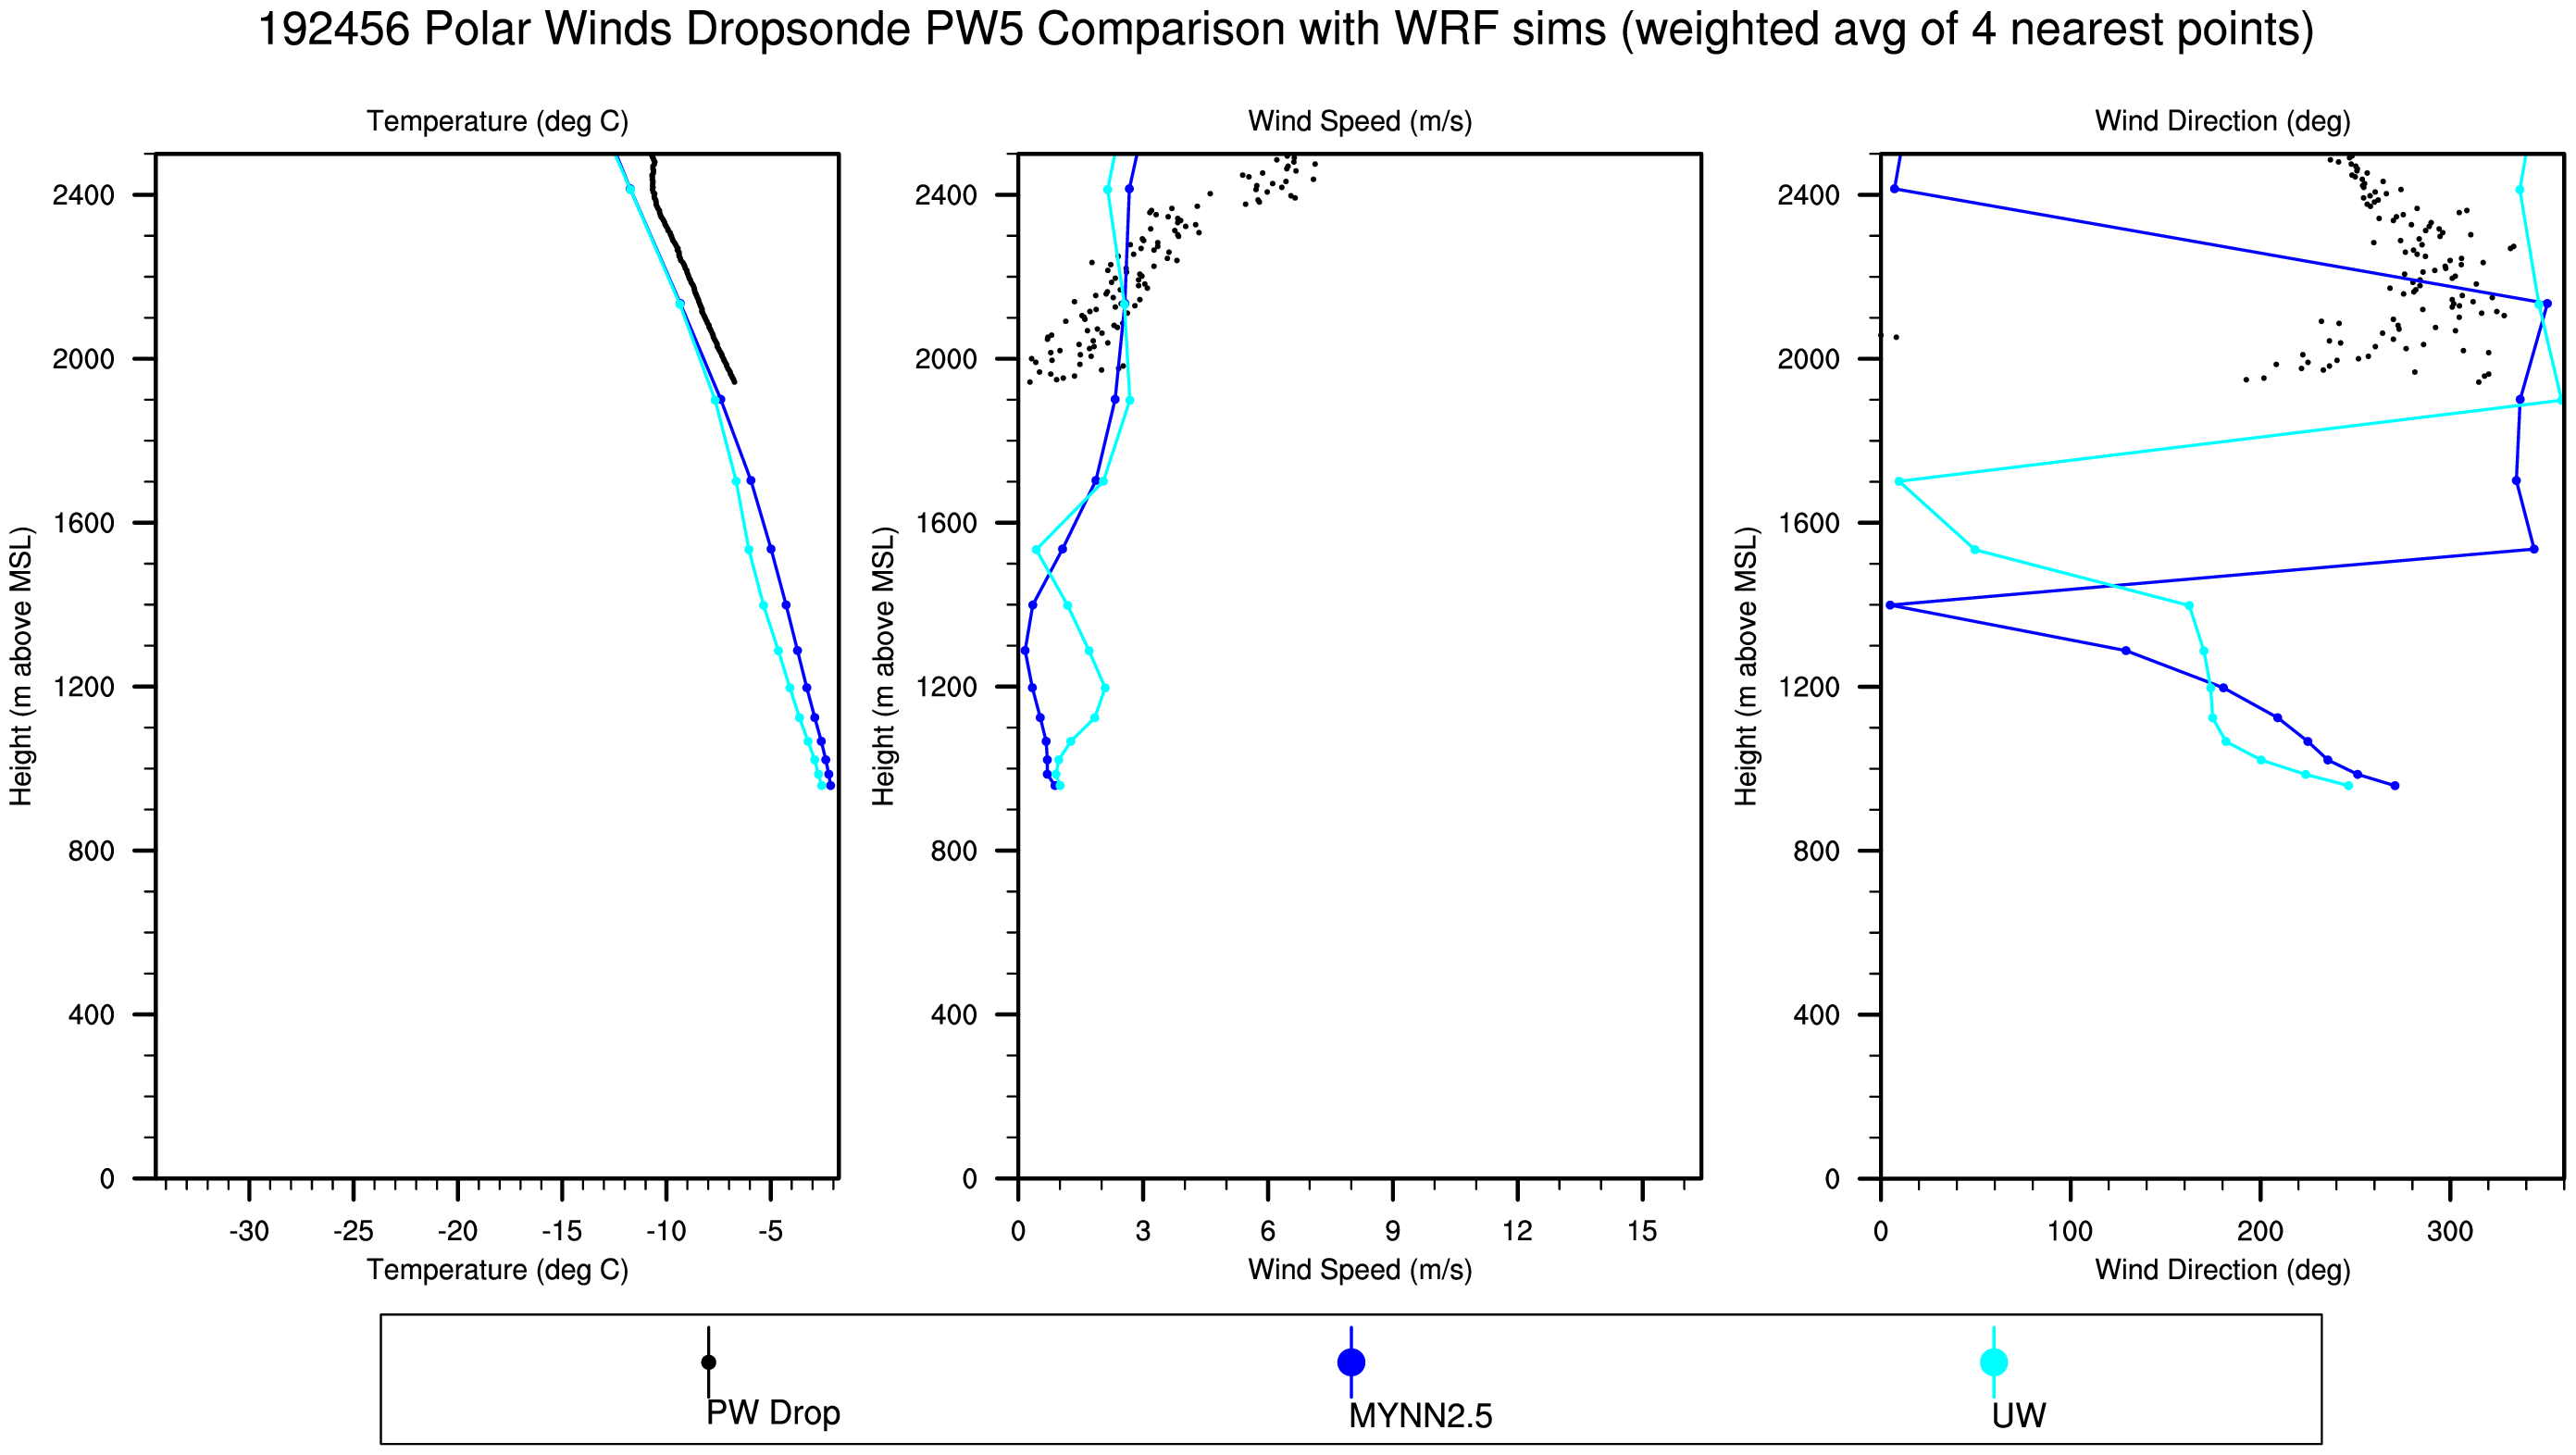 192456 Polar Winds Dropsonde PW5 Comparison with WRF sims (weighted avg of 4 nearest points)
Temperature (deg C)
Wind Speed (m/s)
Wind Direction (deg)
Height (m above MSL)
2400
2000
1600
1200
800
400
0
-30 -25 -20 -15 -10 -5
Temperature (deg C)
Height (m above MSL)
2400
2000
1600
1200
800
400
0
0 3 6 9 12 15
Wind Speed (m/s)
Height (m above MSL)
2400
2000
1600
1200
800
400
0
0 100 200 300
Wind Direction (deg)
PW Drop
MYNN2.5
UW